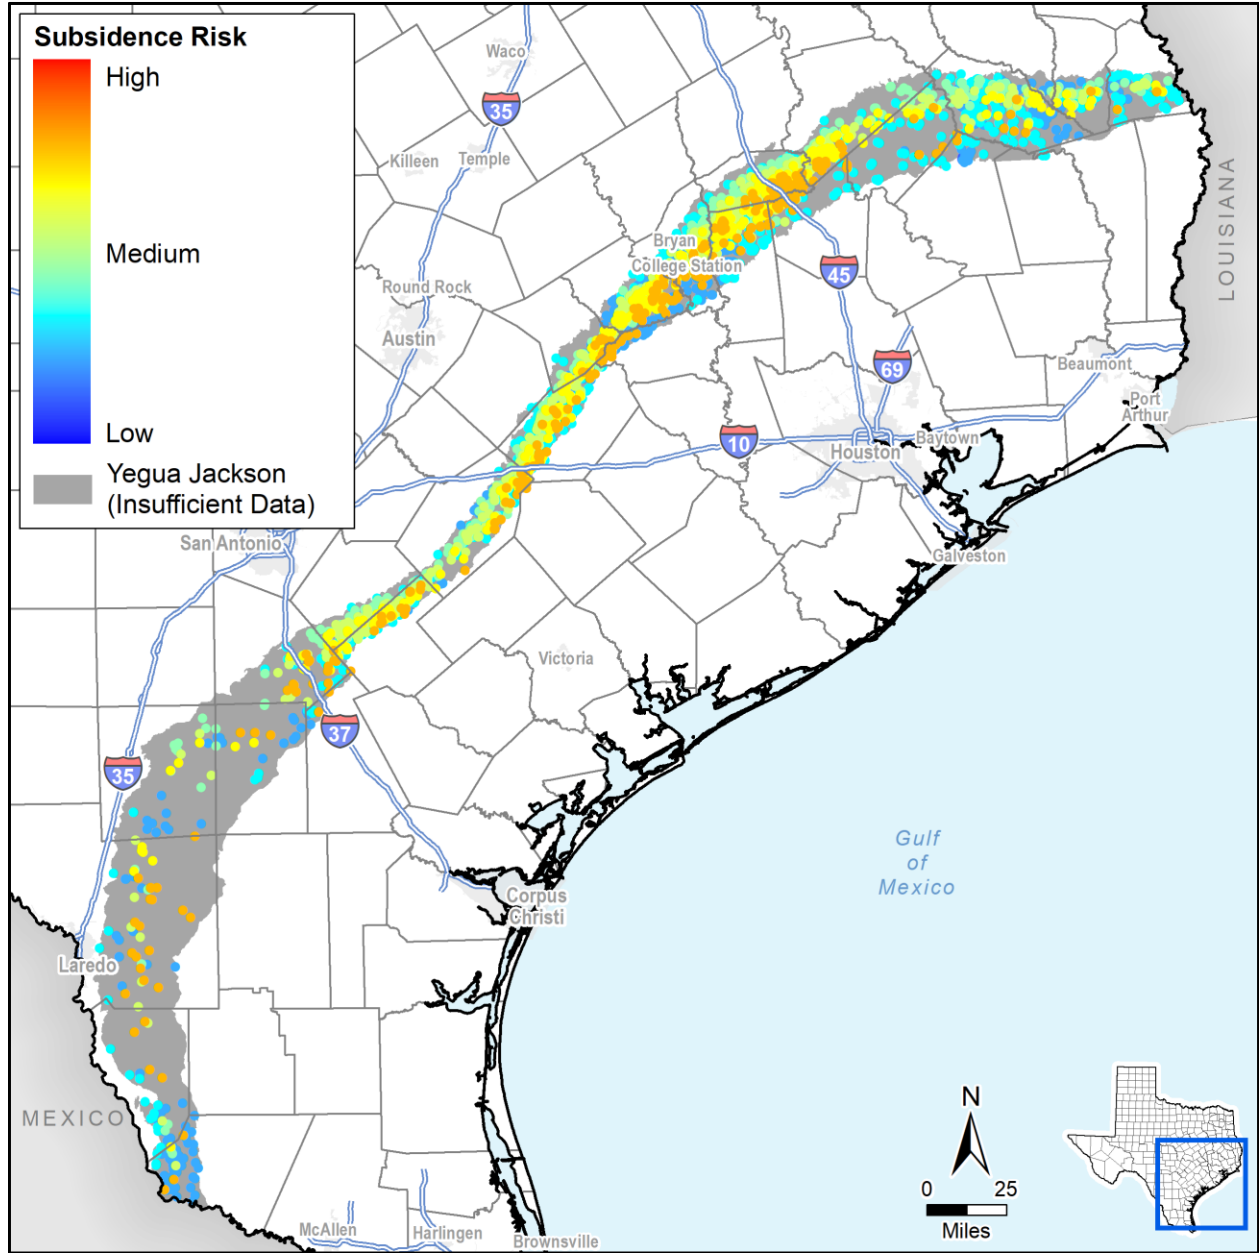 Subsidence Risk
High
Medium
Low
Yegua Jackson
(Insufficient Data)
Waco
35
Killeen
Temple
Bryan
College Station
45
Round Rock
Austin
LOUISIANA
69
Beaumont
Port
Arthur
10
Baytown
Houston
San Antonio
Galveston
Victoria
37
35
Gulf
of
Mexico
Corpus
Christi
Laredo
MEXICO
N
0 25
Miles
McAllen
Harlingen
Brownsville